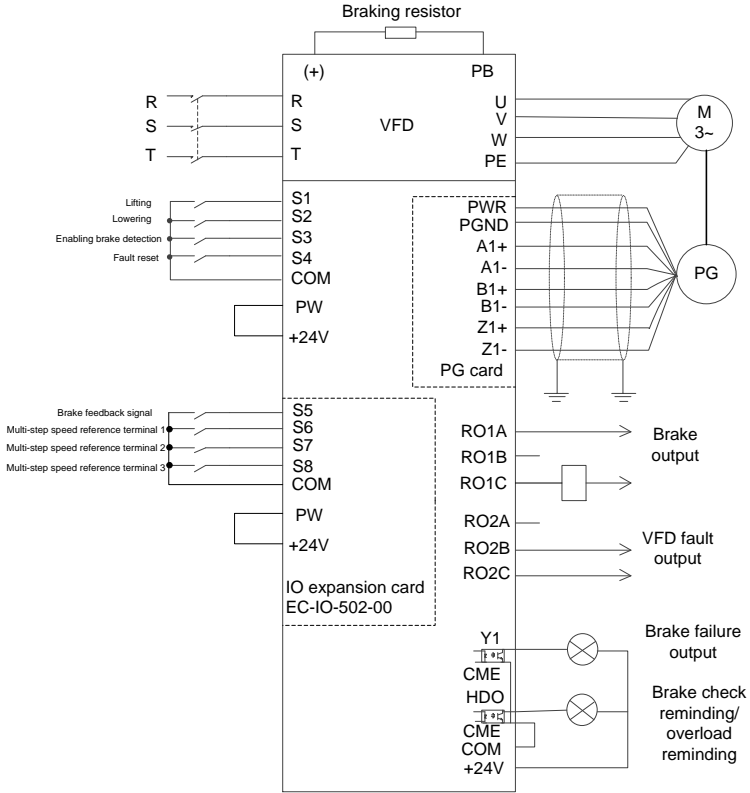 Braking resistor
(+)
PB
R
S
T
R
S
T
VFD
U
V
W
PE
M
3~
Lifting
Lowering
Enabling brake detection
Fault reset
S1
S2
S3
S4
COM
PW
+24V
PWR
PGND
A1+
A1-
B1+
B1-
Z1+
Z1-
PG card
PG
Brake feedback signal
Multi-step speed reference terminal 1
Multi-step speed reference terminal 2
Multi-step speed reference terminal 3
S5
S6
S7
S8
COM
PW
+24V
IO expansion card
EC-IO-502-00
RO1A
RO1B
RO1C
Brake
output
RO2A
RO2B
RO2C
VFD fault
output
Y1
CME
HDO
CME
COM
+24V
Brake failure
output
Brake check
reminding/
overload
reminding